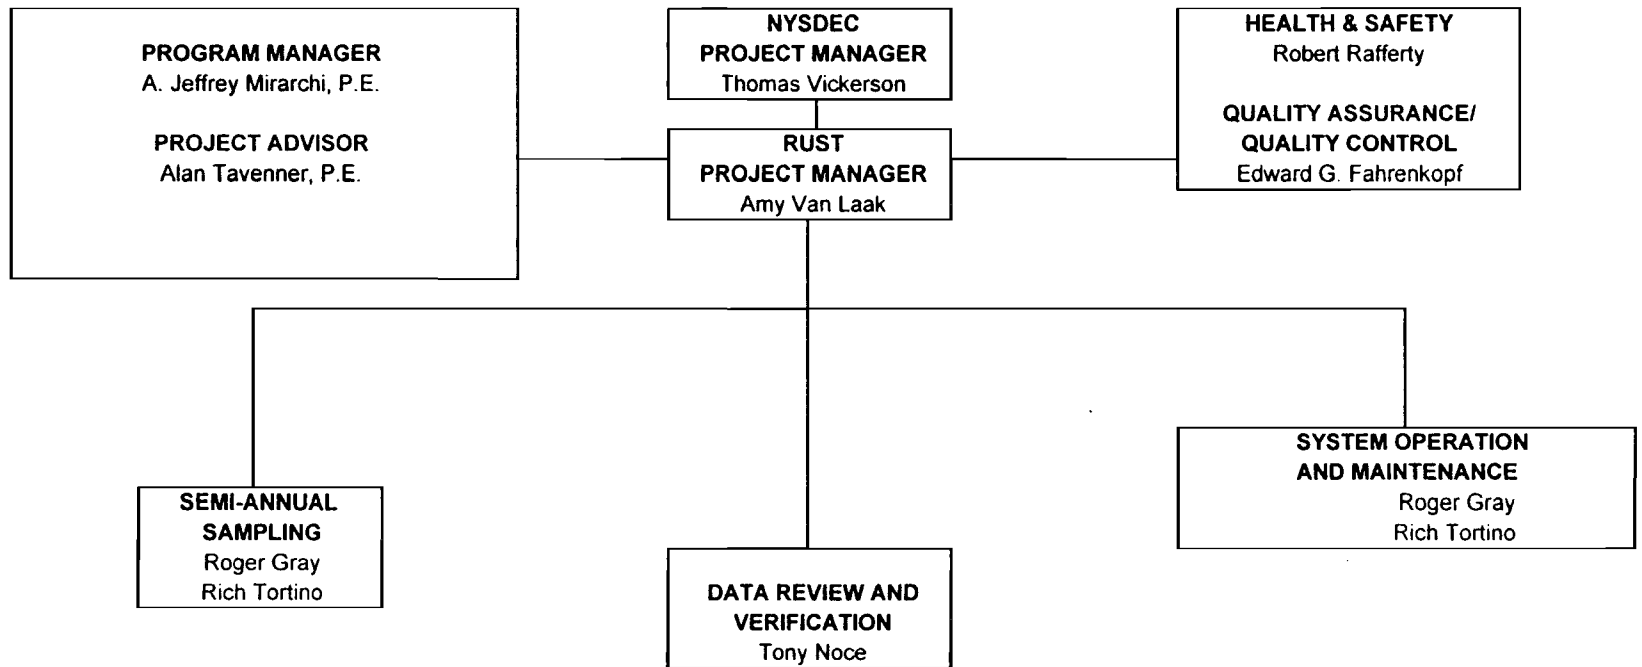 PROGRAM MANAGER
A. Jeffrey Mirarchi, P.E.
PROJECT ADVISOR
Alan Tavenner, P.E.
NYSDEC
PROJECT MANAGER
Thomas Vickerson
RUST
PROJECT MANAGER
Amy Van Laak
HEALTH & SAFETY
Robert Rafferty
QUALITY ASSURANCE/
QUALITY CONTROL
Edward G. Fahrenkopf
SEMI-ANNUAL
SAMPLING
Roger Gray
Rich Tortino
DATA REVIEW AND
VERIFICATION
Tony Noce
SYSTEM OPERATION
AND MAINTENANCE
Roger Gray
Rich Tortino